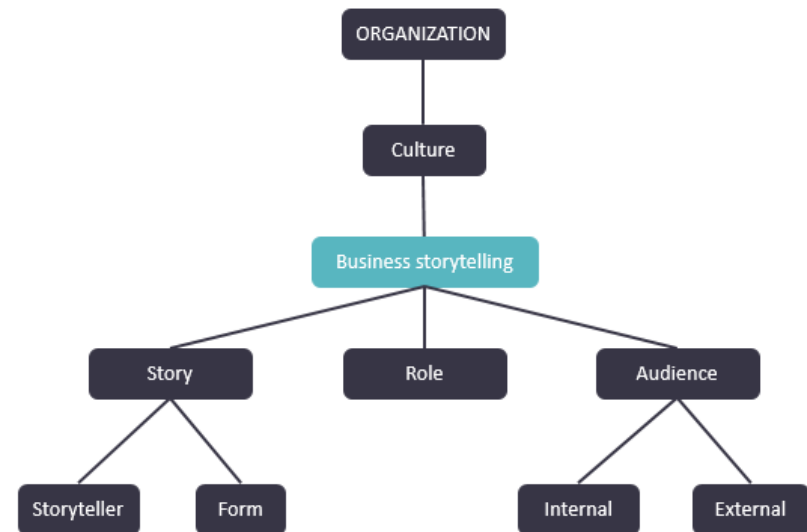 ORGANIZATION
Culture
Business storytelling
Story
Role
Audience
Storyteller
Form
Internal
External